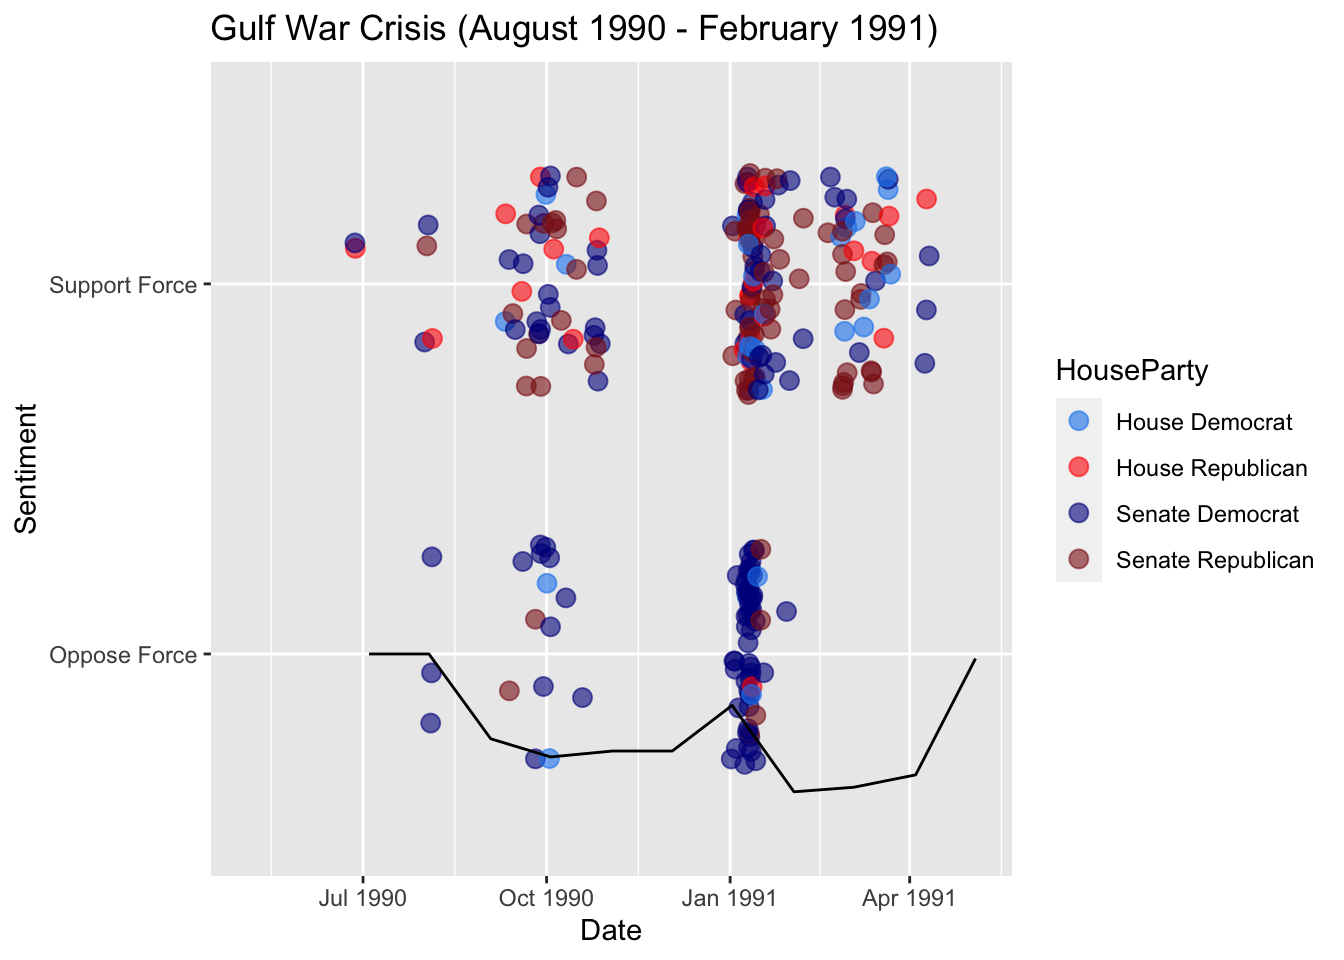 Gulf War Crisis (August 1990 - February 1991)
Sentiment
Support Force
Oppose Force
Jul 1990
Oct 1990
Jan 1991
Apr 1991
Date
HouseParty
House Democrat
House Republican
Senate Democrat
Senate Republican